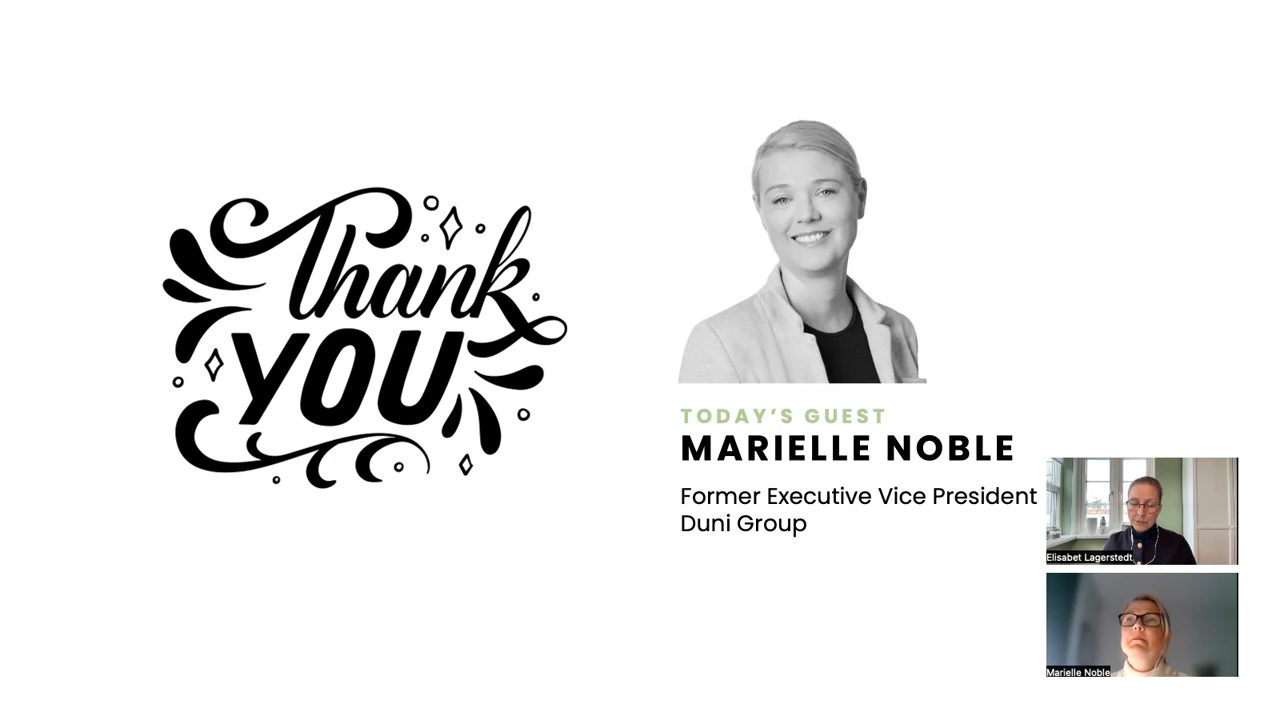 Thank
YOU
TODAY'S GUEST
MARIELLE NOBLE
Former Executive Vice President
Duni Group
Elisabet Lagerstedt
Marielle Noble